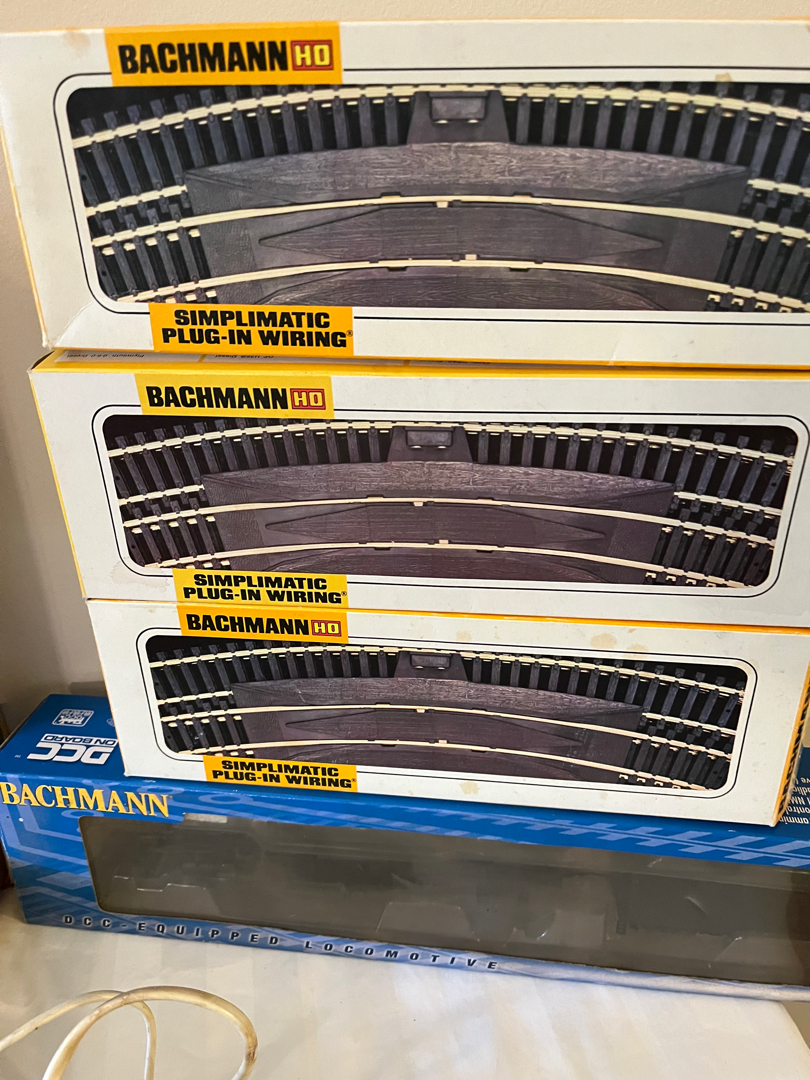 BACHMANN HO
SIMPLIMATIC
PLUG-IN WIRING®
BACHMANN HO
SIMPLIMATIC
PLUG-IN WIRING®
BACHMANN HO
SIMPLIMATIC
PLUG-IN WIRING®
DCC
ON BOARD
BACHMANN
DCC-EQUIPPED LOCOMOTIVE